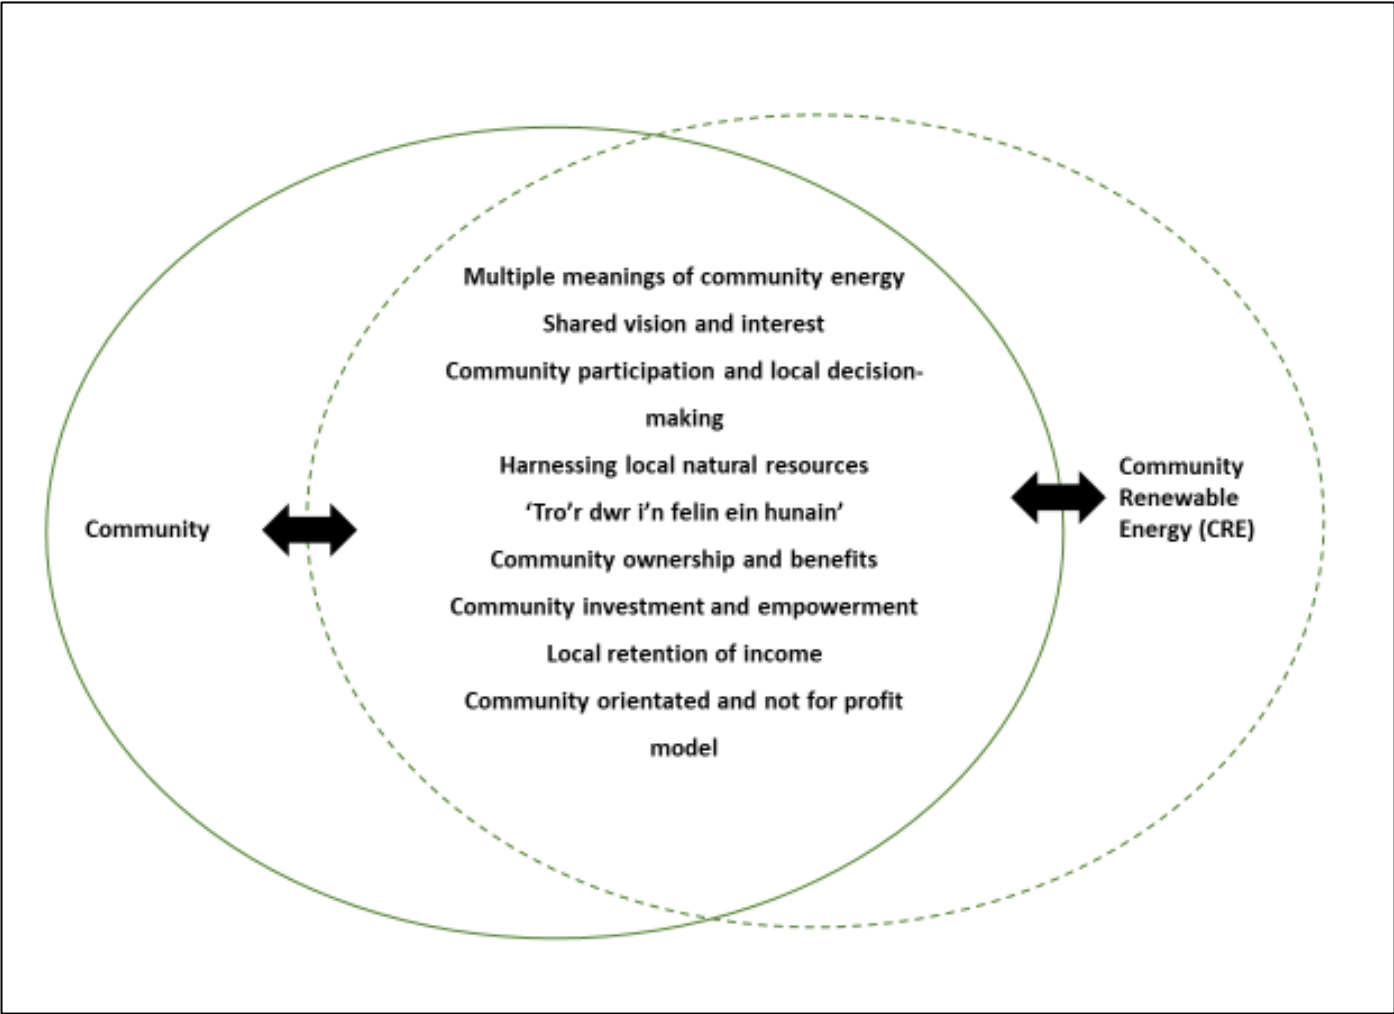 Multiple meanings of community energy
Shared vision and interest
Community participation and local decision-
making
Harnessing local natural resources
‘Tro’r dwr i’n felin ein hunain’
Community ownership and benefits
Community investment and empowerment
Local retention of income
Community orientated and not for profit
model
Community
Community
Renewable
Energy (CRE)